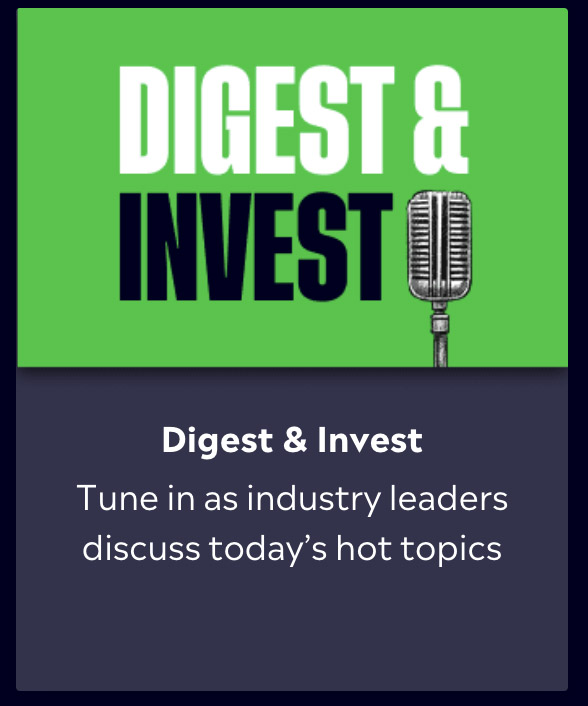 DIGEST &
INVEST
Digest & Invest
Tune in as industry leaders
discuss today’s hot topics